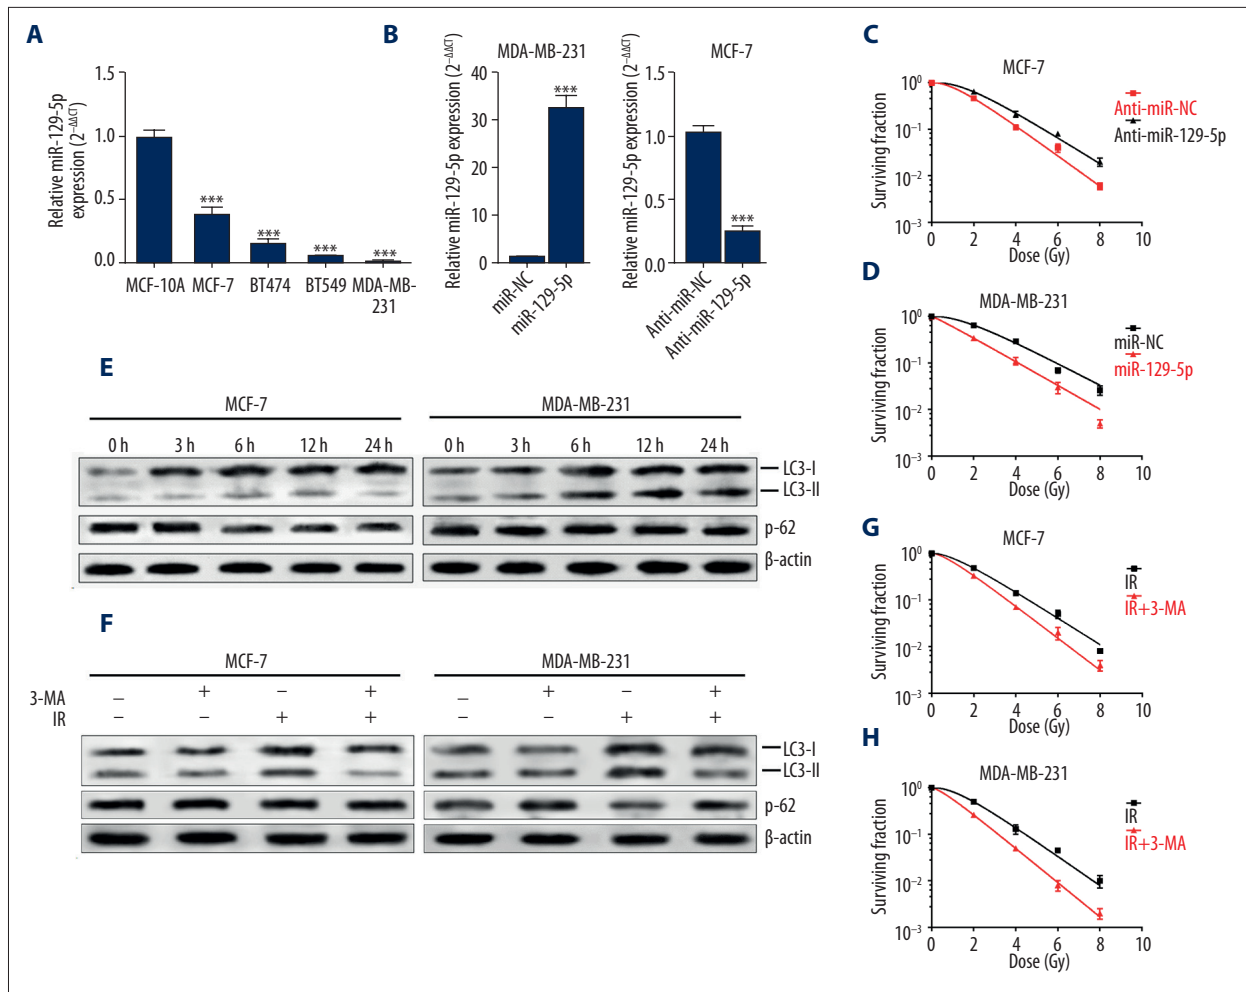 A
Relative miR-129-5p
expression (2−ΔΔCT)
1.5
1.0
0.5
0.0
***
***
***
***
MCF-10A
MCF-7
BT474
BT549
MDA-MB-
231
B
MDA-MB-231
Relative miR-129-5p expression (2−ΔΔCT)
40
30
20
10
0
***
miR-NC
miR-129-5p
MCF-7
Relative miR-129-5p expression (2−ΔΔCT)
1.5
1.0
0.5
0.0
***
Anti-miR-NC
Anti-miR-129-5p
C
MCF-7
Surviving fraction
10⁰
10⁻¹
10⁻²
10⁻³
0 2 4 6 8 10
Dose (Gy)
Anti-miR-NC
Anti-miR-129-5p
D
MDA-MB-231
Surviving fraction
10⁰
10⁻¹
10⁻²
10⁻³
0 2 4 6 8 10
Dose (Gy)
miR-NC
miR-129-5p
E
MCF-7
0 h 3 h 6 h 12 h 24 h
MDA-MB-231
0 h 3 h 6 h 12 h 24 h
LC3-I
LC3-II
p-62
β-actin
F
MCF-7
MDA-MB-231
3-MA − + − + − + − +
IR − − + + − − + +
LC3-I
LC3-II
p-62
β-actin
G
MCF-7
Surviving fraction
10⁰
10⁻¹
10⁻²
10⁻³
0 2 4 6 8 10
Dose (Gy)
IR
IR+3-MA
H
MDA-MB-231
Surviving fraction
10⁰
10⁻¹
10⁻²
10⁻³
0 2 4 6 8 10
Dose (Gy)
IR
IR+3-MA